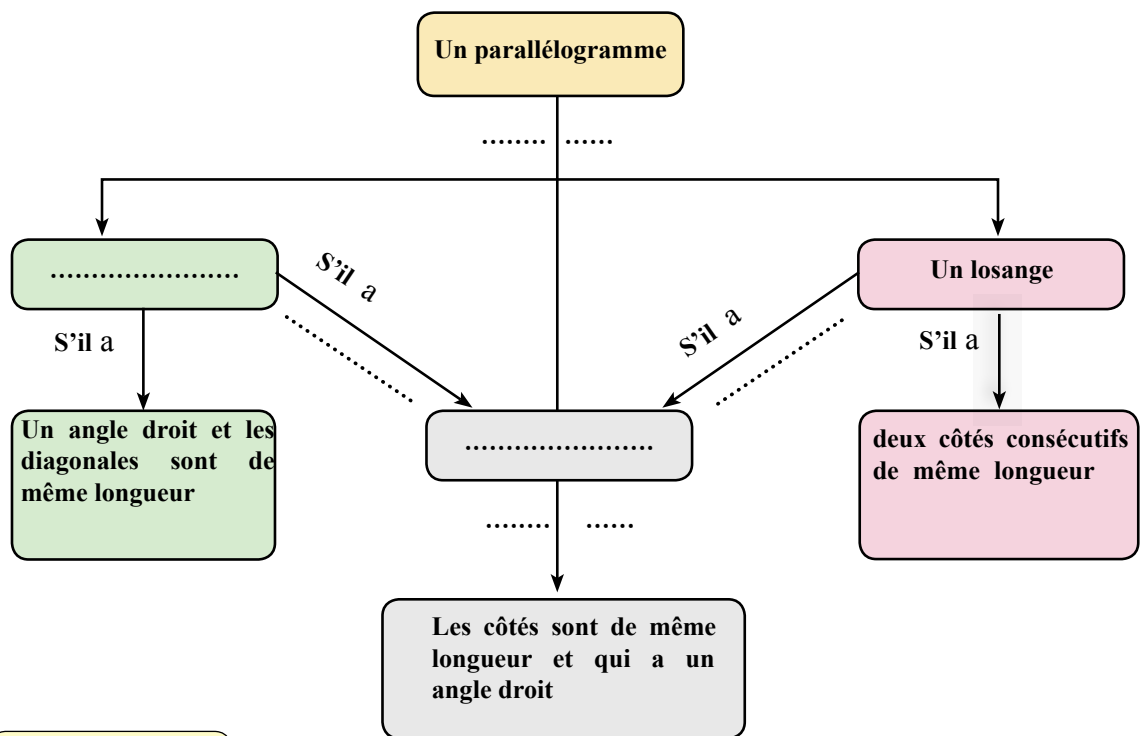 Un parallélogramme
........ ......
.......................
Un losange
S'il a
S'il a
S'il a
S'il a
.................
.................
Un angle droit et les
diagonales sont de
même longueur
.......................
deux côtés consécutifs
de même longueur
........ ......
Les côtés sont de même
longueur et qui a un
angle droit